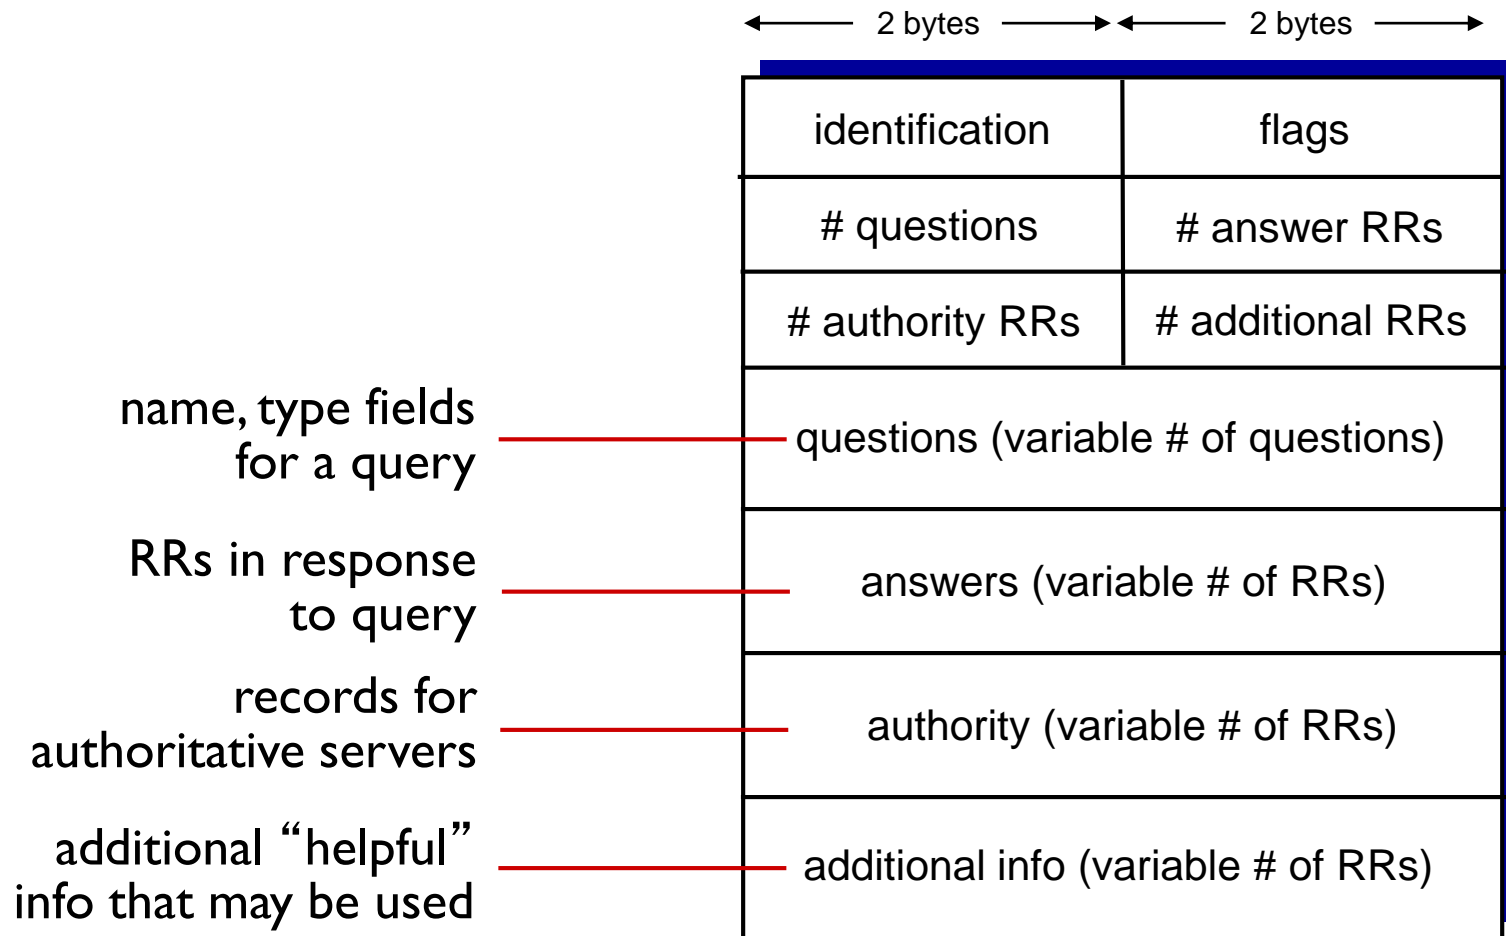 2 bytes 2 bytes
identification flags
# questions # answer RRs
# authority RRs # additional RRs
name, type fields
for a query
questions (variable # of questions)
RRs in response
to query
answers (variable # of RRs)
records for
authoritative servers
authority (variable # of RRs)
additional “helpful”
info that may be used
additional info (variable # of RRs)